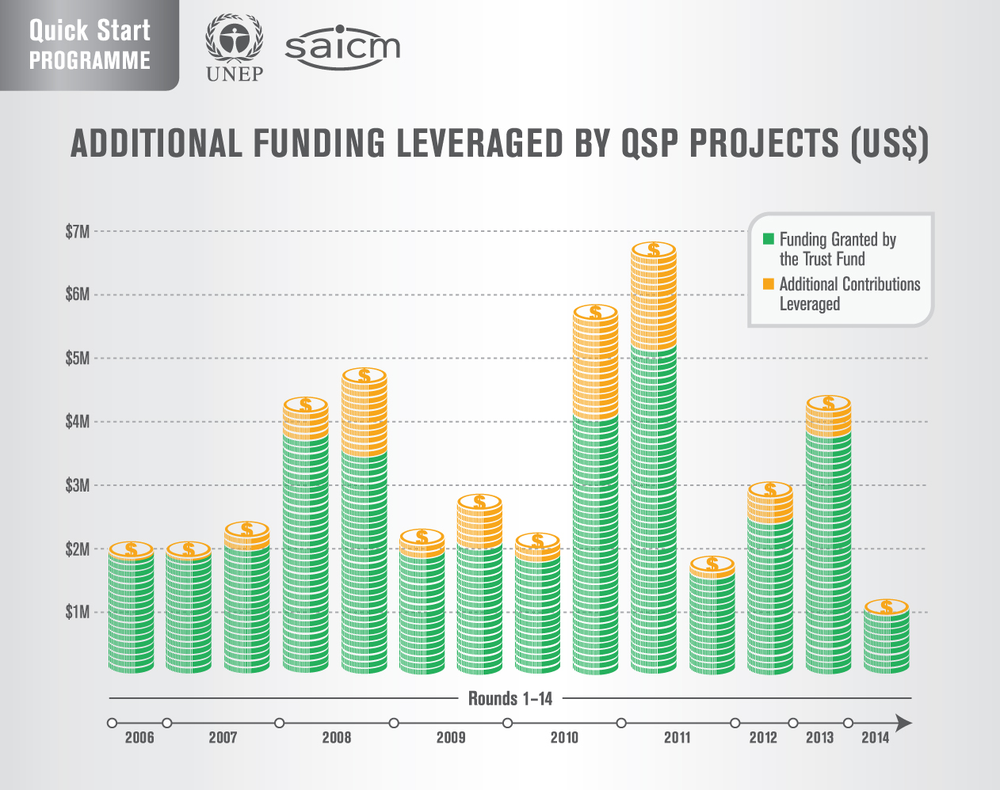 Quick Start
PROGRAMME
UNEP
saicm
ADDITIONAL FUNDING LEVERAGED BY QSP PROJECTS (US$)
$7M
$6M
$5M
$4M
$3M
$2M
$1M
Funding Granted by
the Trust Fund
Additional Contributions
Leveraged
$ $ $ $ $ $ $ $ $ $ $ $ $ $
Rounds 1–14
2006 2007 2008 2009 2010 2011 2012 2013 2014